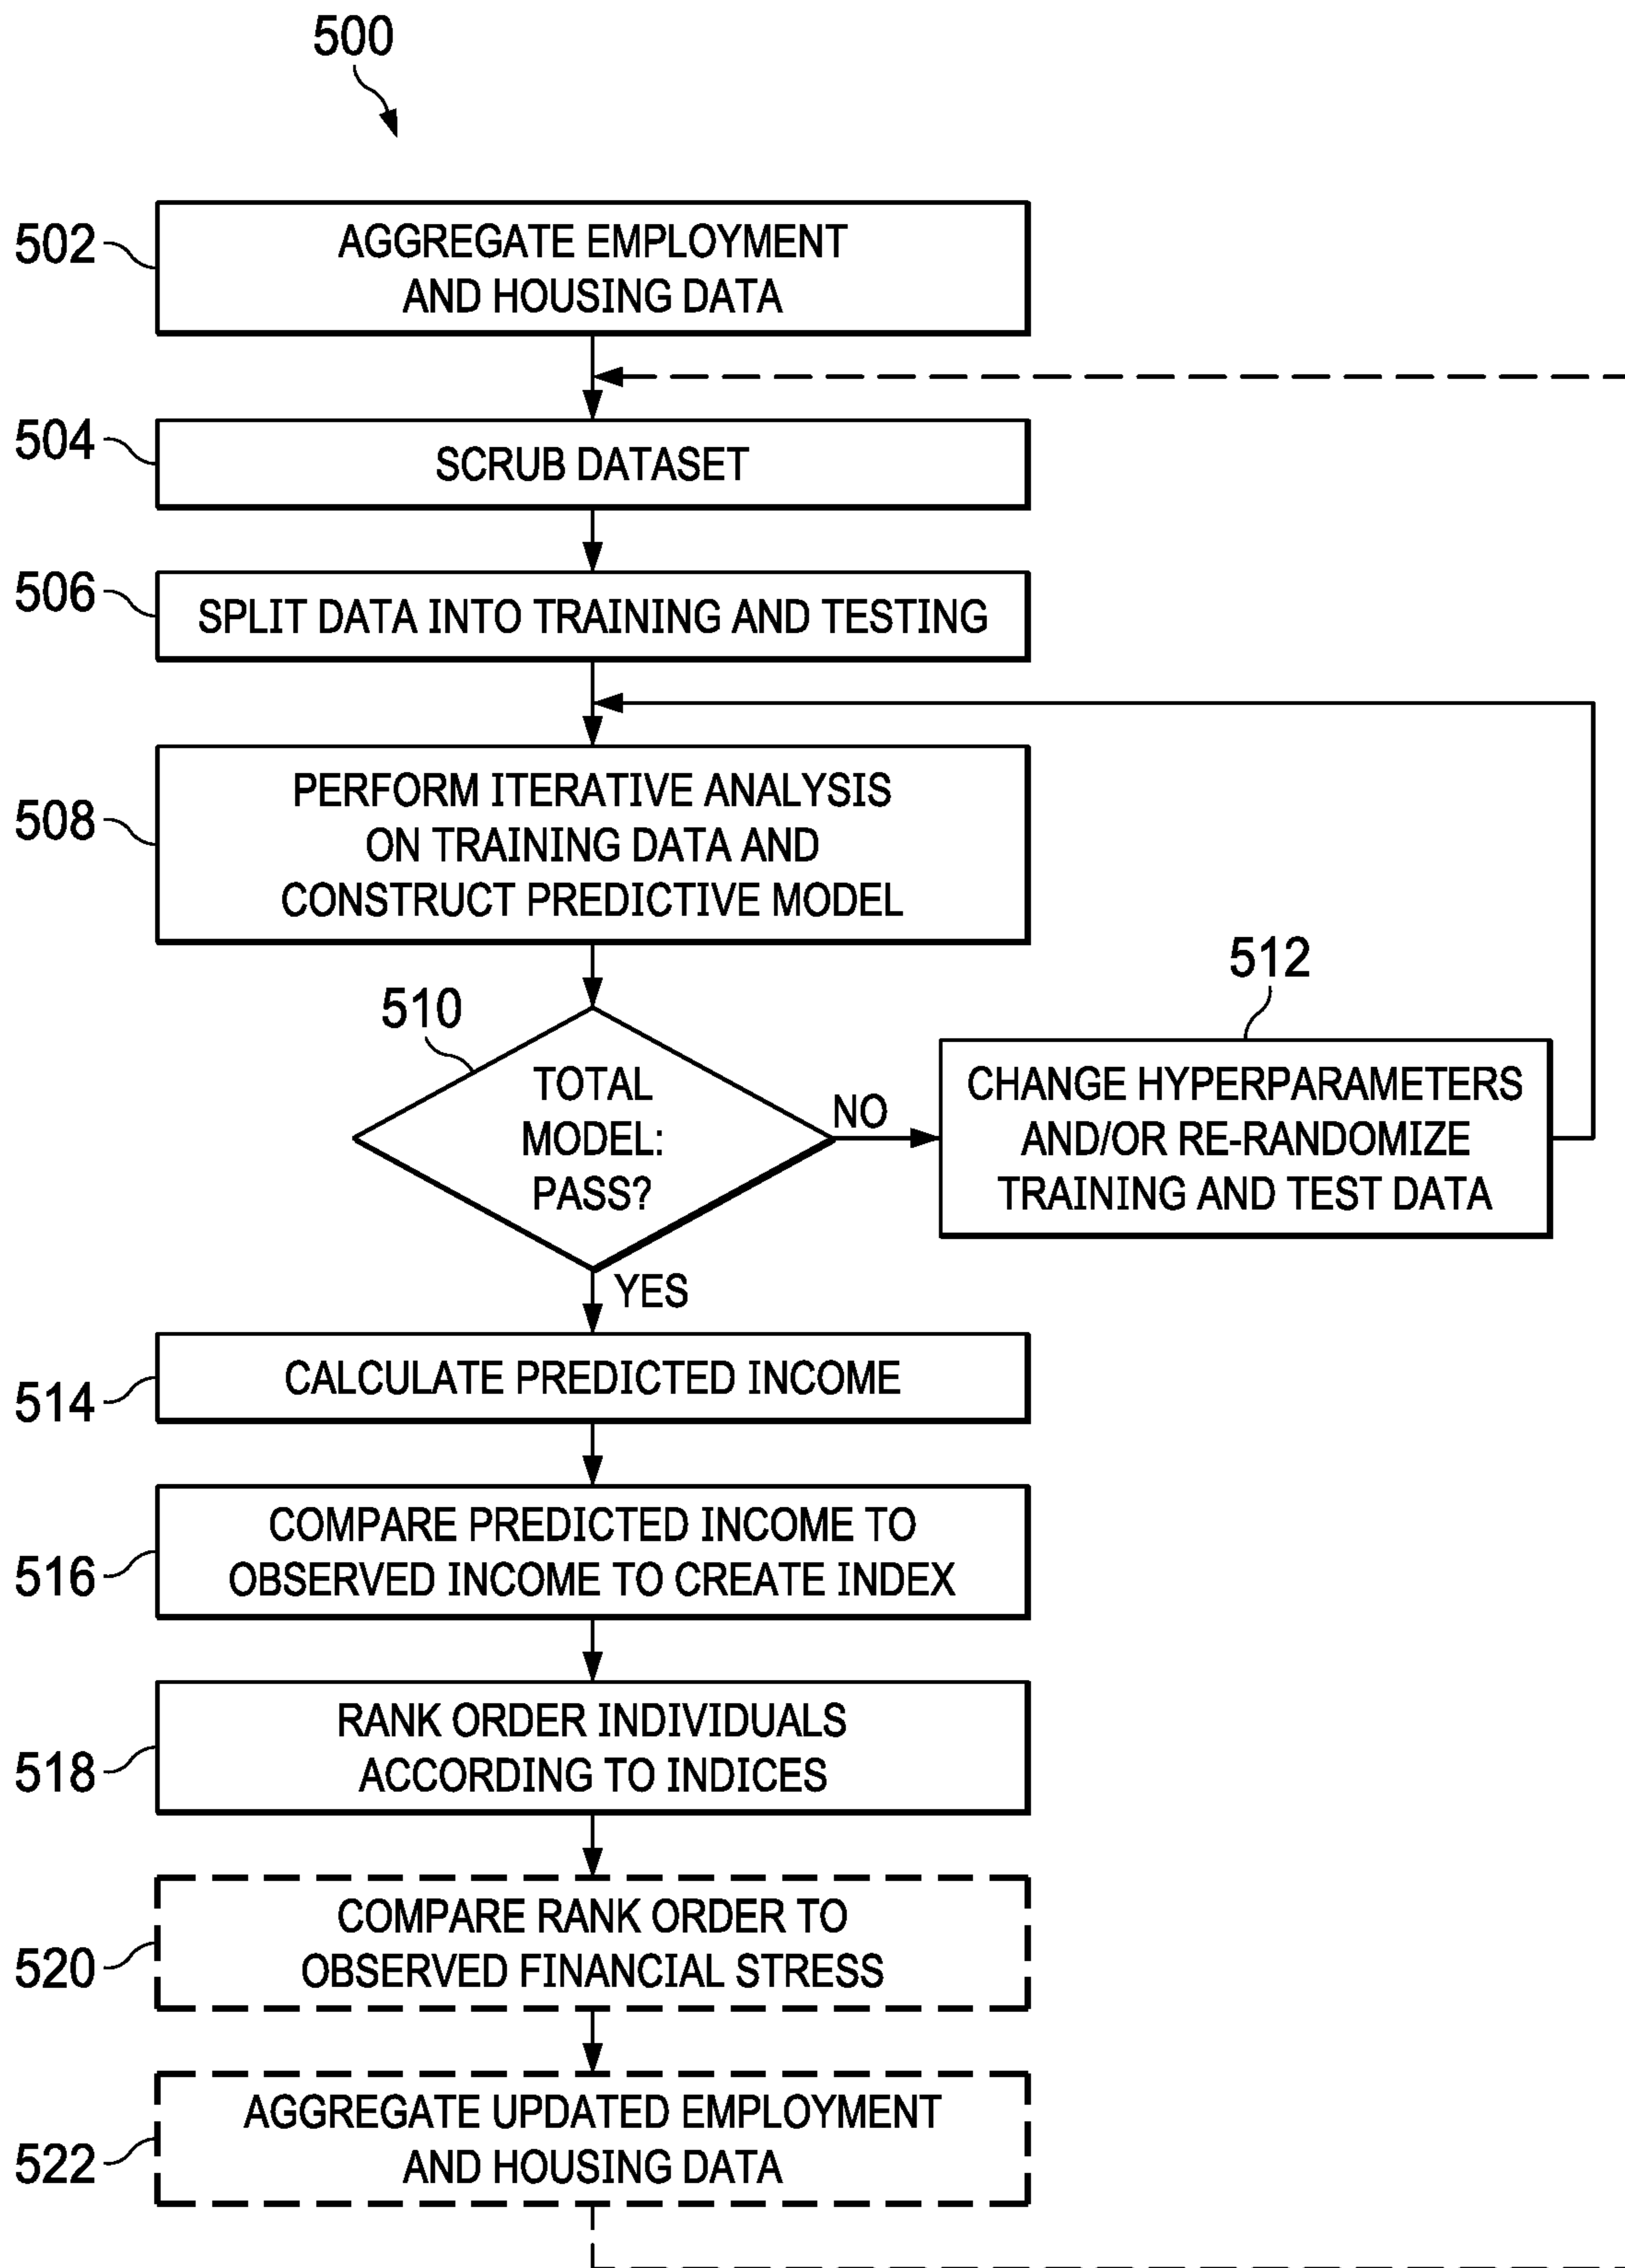 500
502
AGGREGATE EMPLOYMENT
AND HOUSING DATA
504
SCRUB DATASET
506
SPLIT DATA INTO TRAINING AND TESTING
508
PERFORM ITERATIVE ANALYSIS
ON TRAINING DATA AND
CONSTRUCT PREDICTIVE MODEL
510
TOTAL
MODEL:
PASS?
NO
512
CHANGE HYPERPARAMETERS
AND/OR RE-RANDOMIZE
TRAINING AND TEST DATA
YES
514
CALCULATE PREDICTED INCOME
516
COMPARE PREDICTED INCOME TO
OBSERVED INCOME TO CREATE INDEX
518
RANK ORDER INDIVIDUALS
ACCORDING TO INDICES
520
COMPARE RANK ORDER TO
OBSERVED FINANCIAL STRESS
522
AGGREGATE UPDATED EMPLOYMENT
AND HOUSING DATA